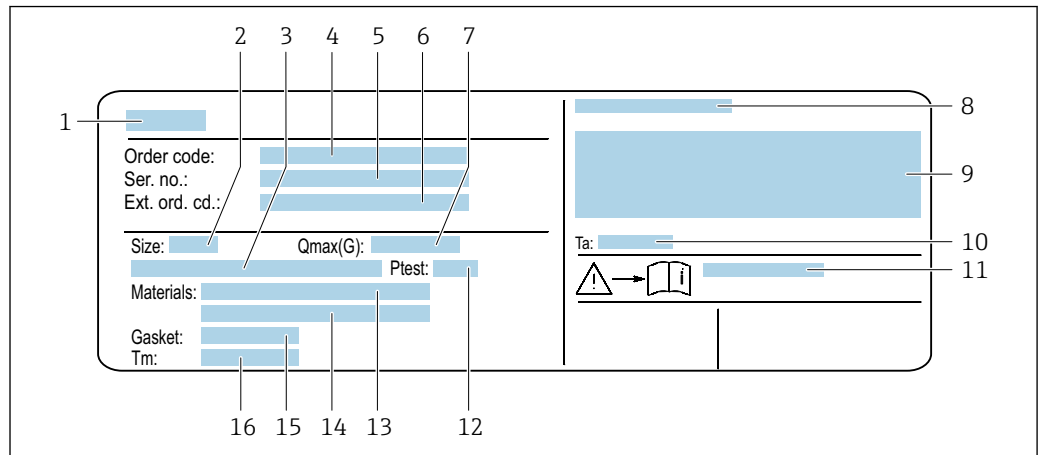 2 3 4 5 6 7
1
8
Order code:
Ser. no.:
Ext. ord. cd.:
9
Size: Qmax(G):
Ptest:
Materials:
Gasket:
Tm:
Ta:
10
i
11
16 15 14 13 12